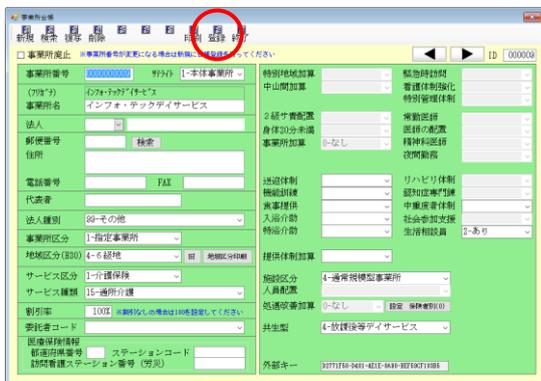 事業所台帳
新規 検索 複写 削除 印刷 登録 終了
事業所廃止 ※事業所番号が変更になる場合は新規に台帳登録を行ってください
ID 000009
事業所番号 0000000000 サテライト 1-本体事業所
(フリガナ) インフォ・テックデイサービス
事業所名 インフォ・テックデイサービス
法人
郵便番号 検索
住所
電話番号 FAX
代表者
法人種別 99-その他
事業所区分 1-指定事業所
地域区分(H30) 4-6級地 旧 地域区分印刷
サービス区分 1-介護保険
サービス種類 15-通所介護
割引率 100% ※割引なしの場合は100を設定してください
委託者コード
医療保険情報
都道府県番号 ステーションコード
訪問看護ステーション番号(労災)
特別地域加算 緊急時訪問
中山間加算 看護体制強化
特別管理体制
2級サ責配置 常勤医師
身体20分未満 医師の配置
事業所加算 0-なし 精神科医師
夜間勤務
送迎体制 リハビリ体制
機能訓練 認知症専門棟
食事提供 中重度者体制
入浴介助 社会参加支援
特浴介助 生活相談員 2-あり
提供体制加算
施設区分 4-通常規模型事業所
人員配置
処遇改善加算 0-なし 設定 保険者別(0)
共生型 4-放課後等デイサービス
外部キー